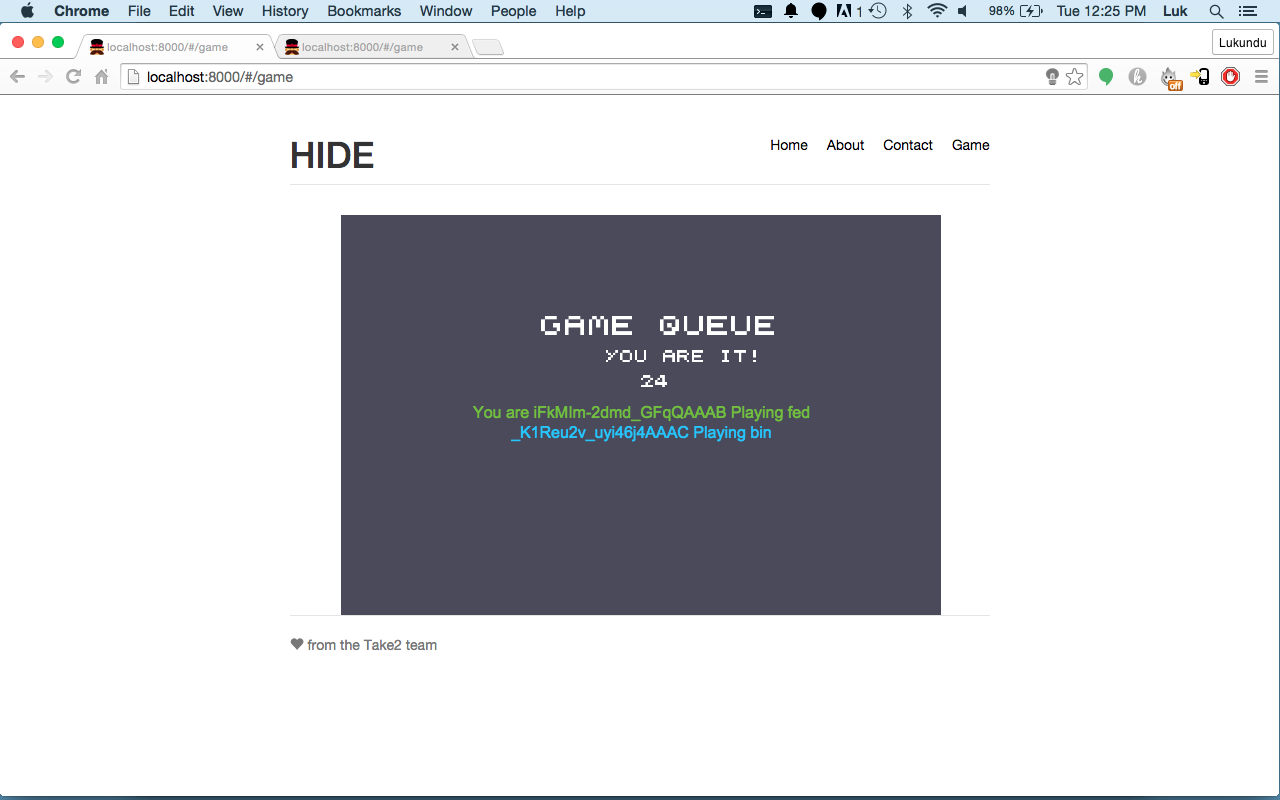 Chrome File Edit View History Bookmarks Window People Help 1 98% Tue 12:25 PM Luk
localhost:8000/#/game localhost:8000/#/game Lukundu
localhost:8000/#/game h off
HIDE
Home About Contact Game
GAME QUEUE
YOU ARE IT!
24
You are iFkMIm-2dmd_GFqQAAAB Playing fed
_K1Reu2v_uyi46j4AAAC Playing bin
from the Take2 team